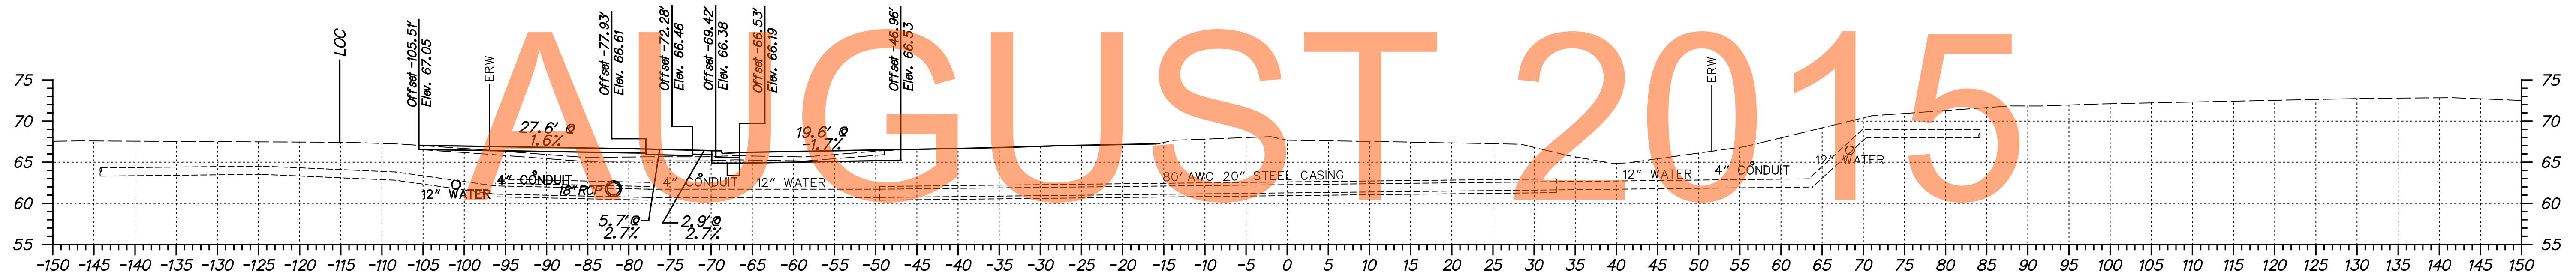 AUGUST 2015
LOC
ERW
Offset -105.51'
Elev. 67.05
Offset -77.93'
Elev. 66.61
Offset -72.28'
Elev. 66.46
Offset -69.42'
Elev. 66.38
Offset -66.53'
Elev. 66.19
Offset -46.96'
Elev. 66.53
ERW
27.6' @
1.6%
19.6' @
-1.7%
75
70
65
60
55
75
70
65
60
55
4" CONDUIT
18" RCP
12" WATER
4" CONDUIT
12" WATER
80' AWC 20" STEEL CASING
12" WATER
4" CONDUIT
12" WATER
5.7' @
2.7%
2.9' @
2.7%
-150 -145 -140 -135 -130 -125 -120 -115 -110 -105 -100 -95 -90 -85 -80 -75 -70 -65 -60 -55 -50 -45 -40 -35 -30 -25 -20 -15 -10 -5 0 5 10 15 20 25 30 35 40 45 50 55 60 65 70 75 80 85 90 95 100 105 110 115 120 125 130 135 140 145 150